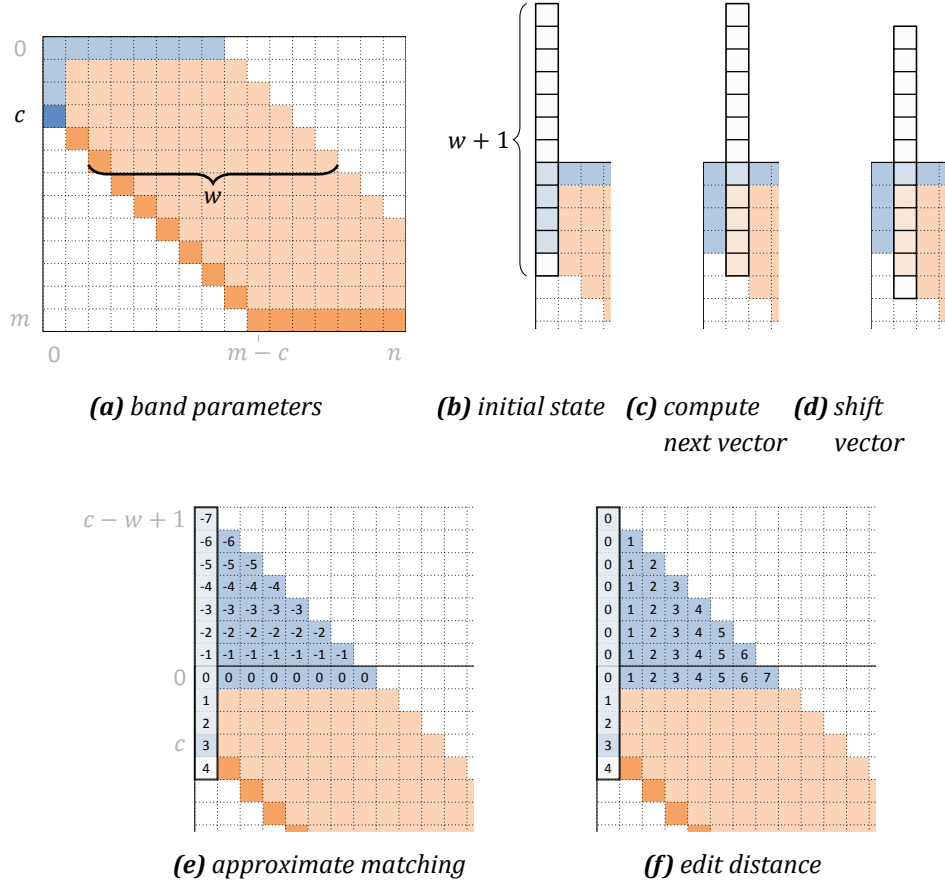 0
c
w
m
0 m − c n
(a) band parameters
w + 1
(b) initial state
(c) compute
next vector
(d) shift
vector
c − w + 1
0
c
-7
-6 -6
-5 -5 -5
-4 -4 -4 -4
-3 -3 -3 -3 -3
-2 -2 -2 -2 -2 -2
-1 -1 -1 -1 -1 -1 -1
0 0 0 0 0 0 0 0
1
2
3
4
(e) approximate matching
0
0 1
0 1 2
0 1 2 3
0 1 2 3 4
0 1 2 3 4 5
0 1 2 3 4 5 6
0 1 2 3 4 5 6 7
1
2
3
4
(f) edit distance